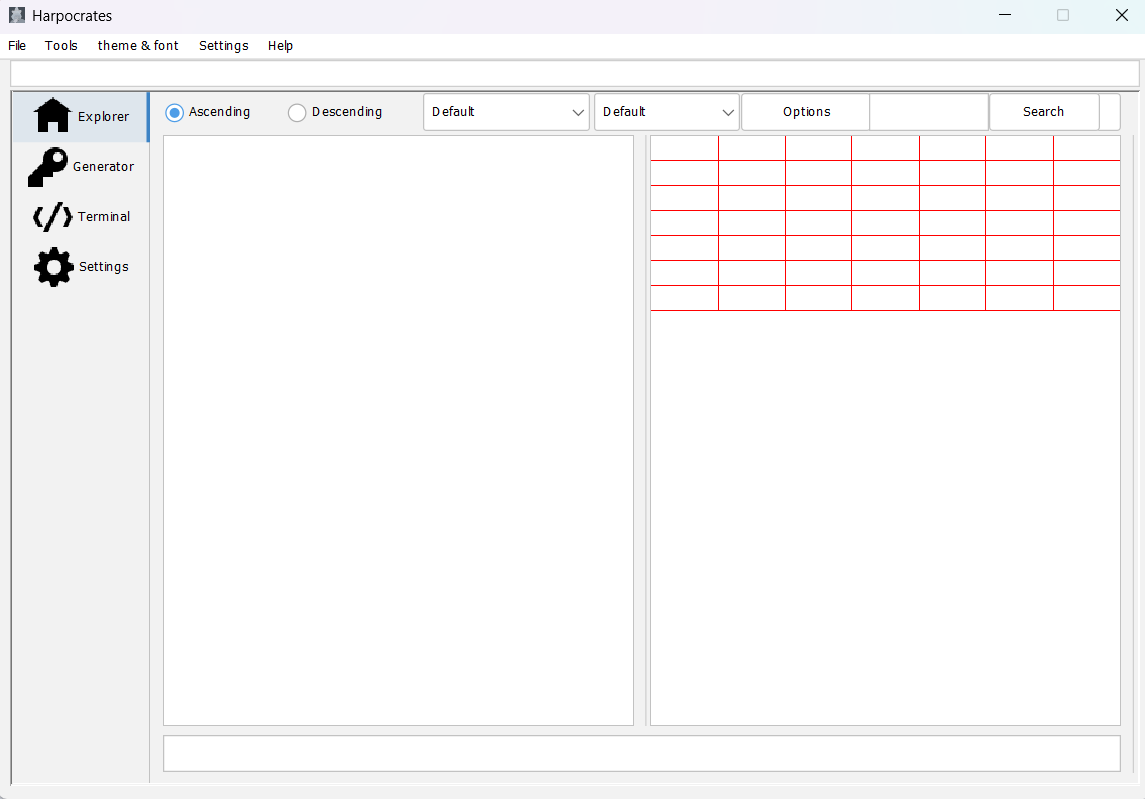 Harpocrates
File Tools theme & font Settings Help
Explorer
Ascending Descending Default Default Options Search
Generator
Terminal
Settings